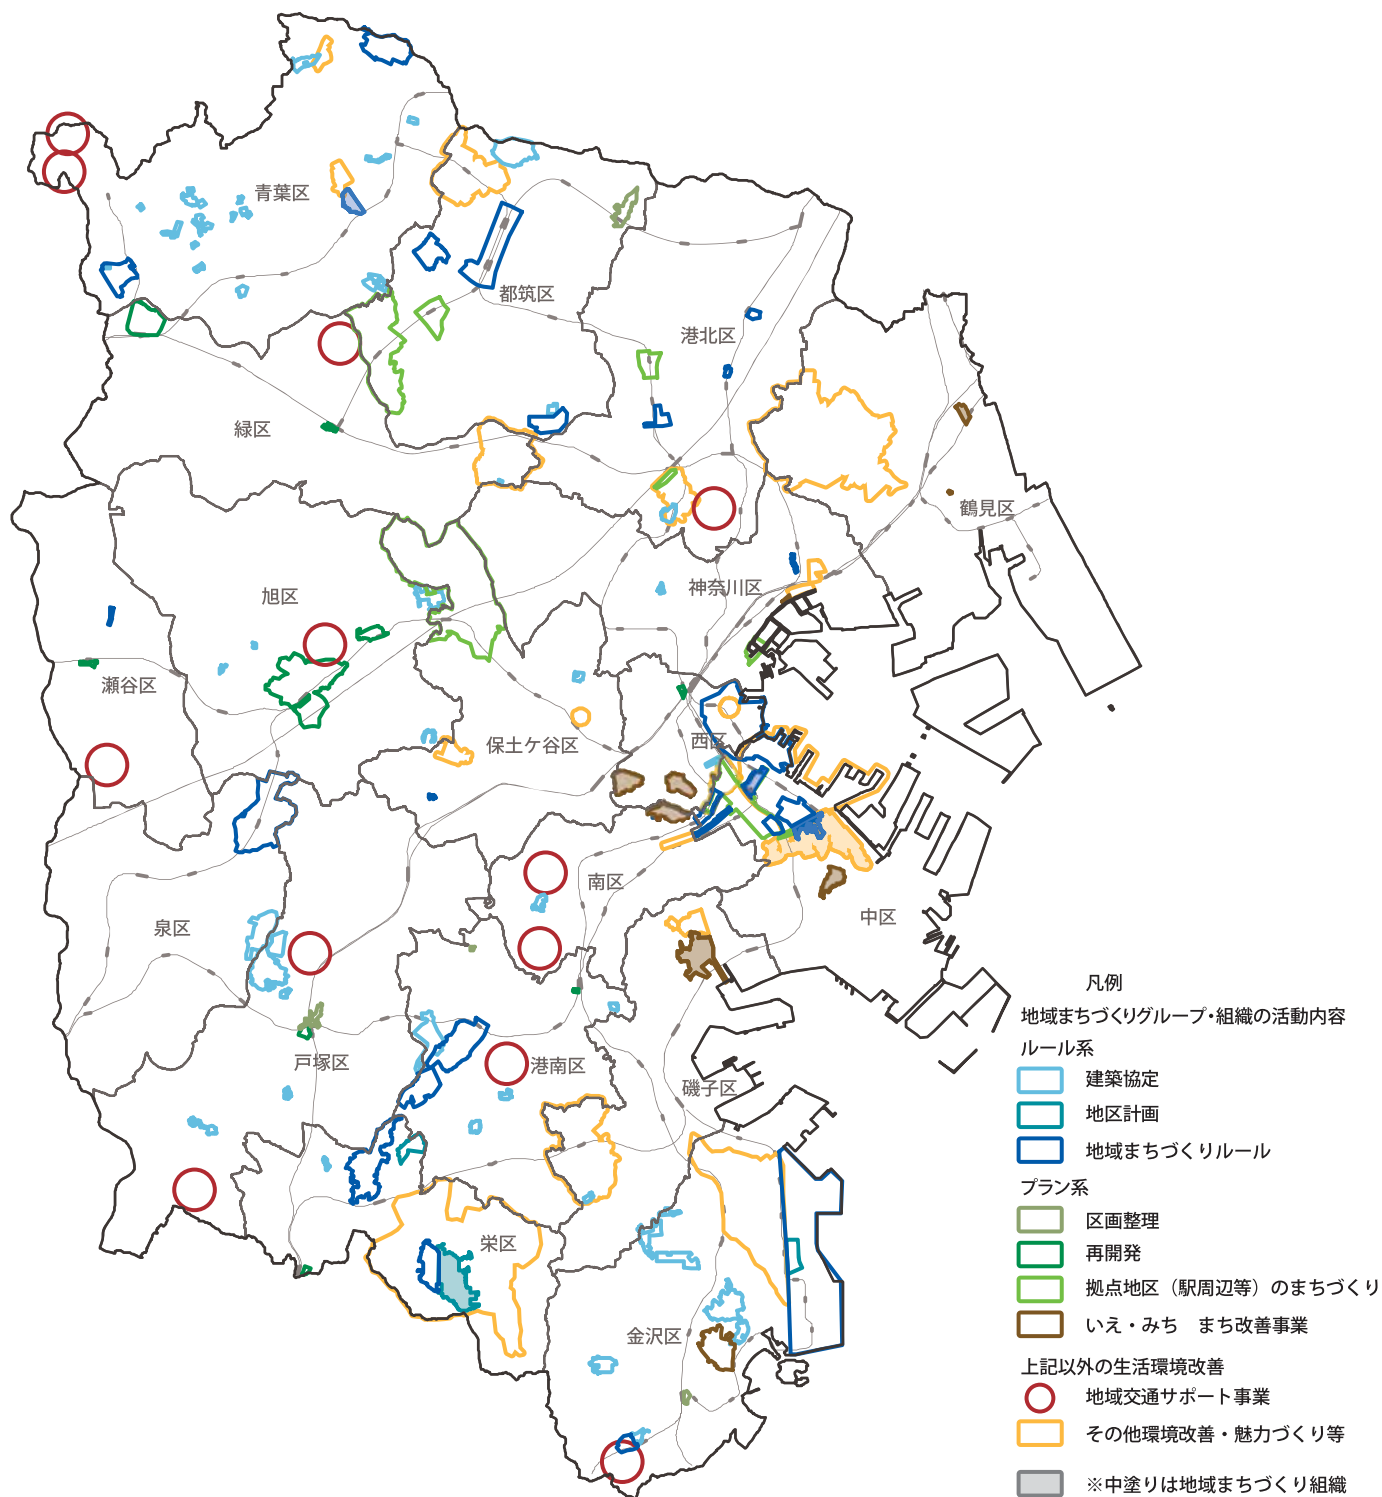 青葉区
都筑区
港北区
緑区
鶴見区
神奈川区
旭区
瀬谷区
西区
保土ケ谷区
南区
中区
泉区
戸塚区
港南区
磯子区
栄区
金沢区
凡例
地域まちづくりグループ・組織の活動内容
ルール系
建築協定
地区計画
地域まちづくりルール
プラン系
区画整理
再開発
拠点地区（駅周辺等）のまちづくり
いえ・みち　まち改善事業
上記以外の生活環境改善
地域交通サポート事業
その他環境改善・魅力づくり等
※中塗りは地域まちづくり組織